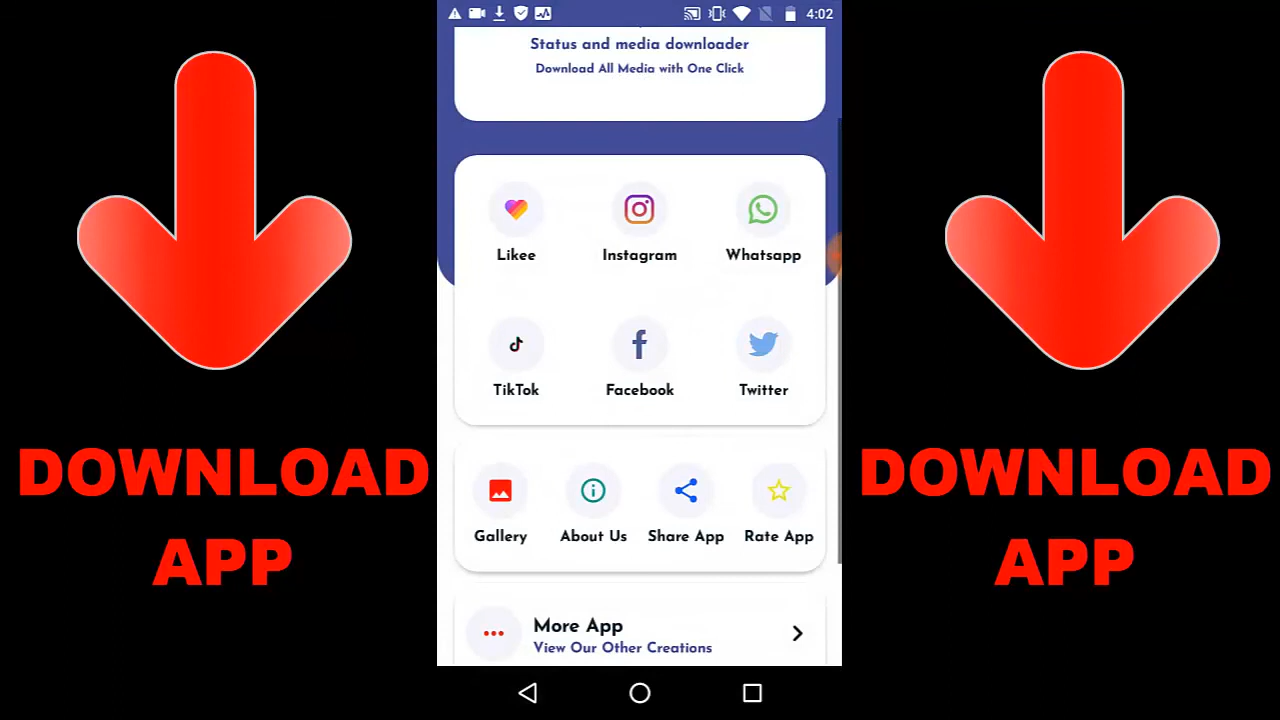 4:02
Status and media downloader
Download All Media with One Click
Likee
Instagram
Whatsapp
TikTok
Facebook
Twitter
Gallery
About Us
Share App
Rate App
More App
View Our Other Creations
DOWNLOAD
APP
DOWNLOAD
APP